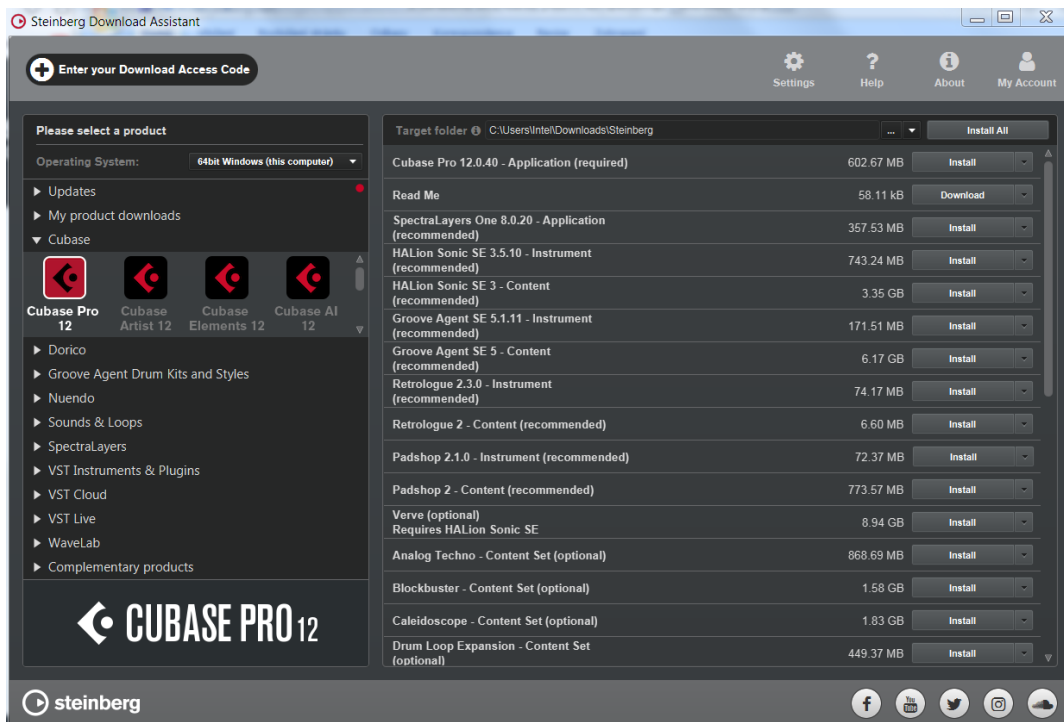 Steinberg Download Assistant
Enter your Download Access Code
Settings
Help
About
My Account
Please select a product
Operating System:
64bit Windows (this computer)
Updates
My product downloads
Cubase
Cubase Pro 12
Cubase Artist 12
Cubase Elements 12
Cubase AI 12
Dorico
Groove Agent Drum Kits and Styles
Nuendo
Sounds & Loops
SpectraLayers
VST Instruments & Plugins
VST Cloud
VST Live
WaveLab
Complementary products
CUBASE PRO 12
Target folder C:\Users\Intel\Downloads\Steinberg ... Install All
Cubase Pro 12.0.40 - Application (required) 602.67 MB Install
Read Me 58.11 kB Download
SpectraLayers One 8.0.20 - Application
(recommended) 357.53 MB Install
HALion Sonic SE 3.5.10 - Instrument
(recommended) 743.24 MB Install
HALion Sonic SE 3 - Content
(recommended) 3.35 GB Install
Groove Agent SE 5.1.11 - Instrument
(recommended) 171.51 MB Install
Groove Agent SE 5 - Content
(recommended) 6.17 GB Install
Retrologue 2.3.0 - Instrument
(recommended) 74.17 MB Install
Retrologue 2 - Content (recommended) 6.60 MB Install
Padshop 2.1.0 - Instrument (recommended) 72.37 MB Install
Padshop 2 - Content (recommended) 773.57 MB Install
Verve (optional)
Requires HALion Sonic SE 8.94 GB Install
Analog Techno - Content Set (optional) 868.69 MB Install
Blockbuster - Content Set (optional) 1.58 GB Install
Caleidoscope - Content Set (optional) 1.83 GB Install
Drum Loop Expansion - Content Set
(optional) 449.37 MB Install
steinberg
You Tube